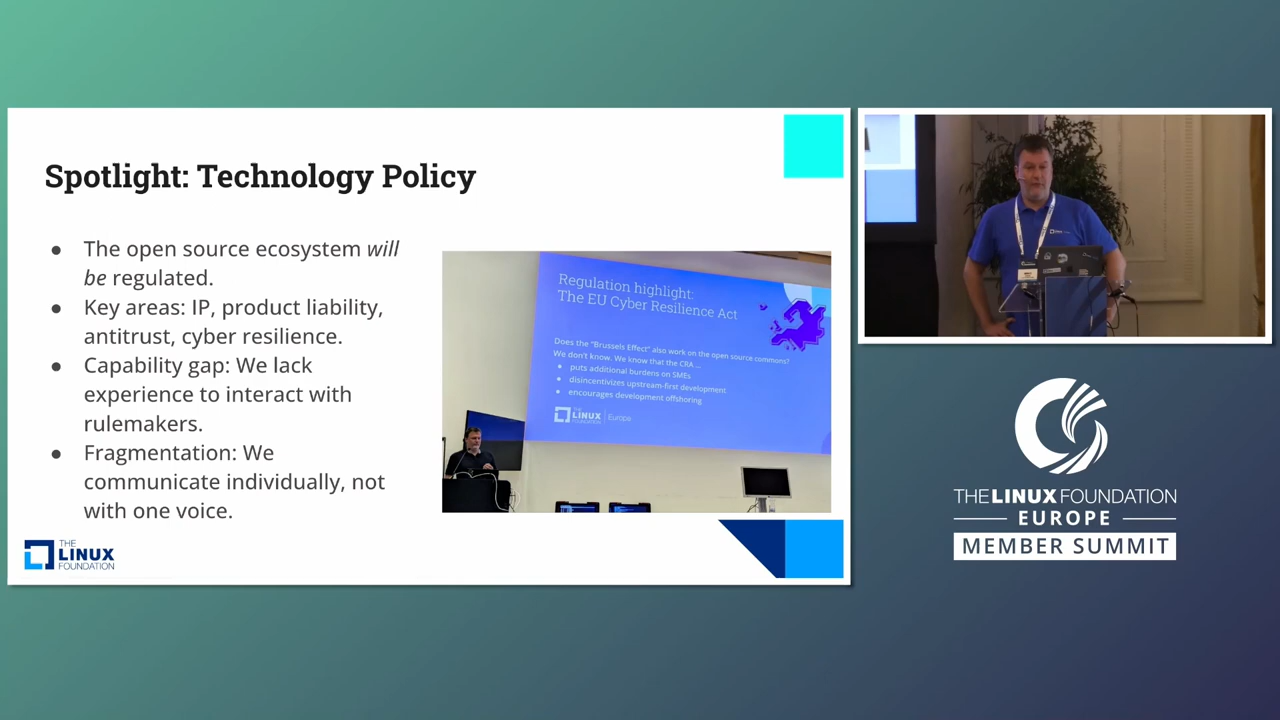 Spotlight: Technology Policy
● The open source ecosystem will
be regulated.
● Key areas: IP, product liability,
antitrust, cyber resilience.
● Capability gap: We lack
experience to interact with
rulemakers.
● Fragmentation: We
communicate individually, not
with one voice.
THE
LINUX
FOUNDATION
Regulation highlight:
The EU Cyber Resilience Act
Does the "Brussels Effect" also work on the open source commons?
We don't know. We know that the CRA ...
● puts additional burdens on SMEs
● disincentivizes upstream-first development
● encourages development offshoring
THE
LINUX
FOUNDATION
Europe
THE LINUX FOUNDATION
EUROPE
MEMBER SUMMIT